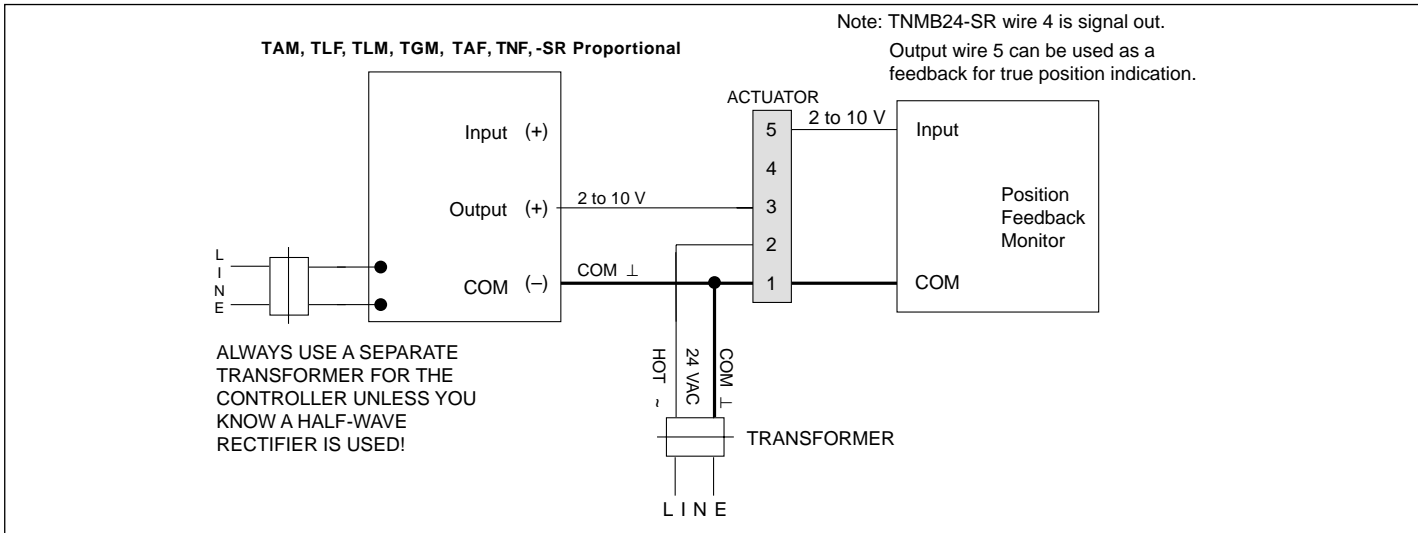 Note: TNMB24-SR wire 4 is signal out.
Output wire 5 can be used as a
feedback for true position indication.
TAM, TLF, TLM, TGM, TAF, TNF, -SR Proportional
ACTUATOR
Input (+)
5
2 to 10 V
Input
4
Output (+)
2 to 10 V
3
Position
Feedback
Monitor
2
LINE
COM (–)
COM ⊥
1
COM
ALWAYS USE A SEPARATE
TRANSFORMER FOR THE
CONTROLLER UNLESS YOU
KNOW A HALF-WAVE
RECTIFIER IS USED!
HOT ~
24 VAC
COM ⊥
TRANSFORMER
L I N E